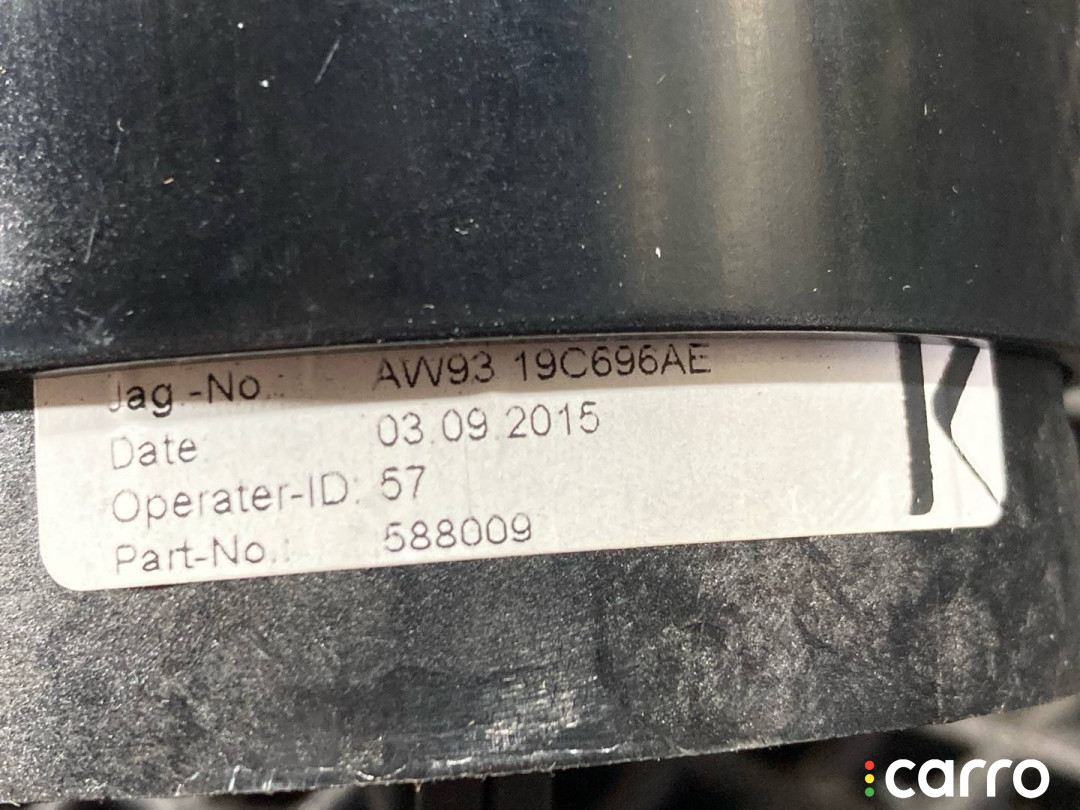 Jag.-No.: AW93 19C696AE
Date: 03.09.2015
Operater-ID: 57
Part-No.: 588009
K
carro